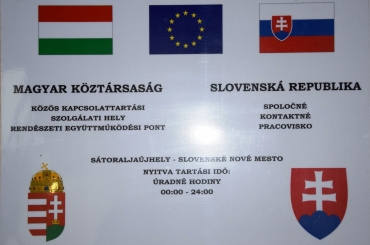 MAGYAR KÖZTÁRSASÁG
KÖZÖS KAPCSOLATTARTÁSI
SZOLGÁLATI HELY
RENDÉSZETI EGYÜTTMŰKÖDÉSI PONT
SLOVENSKÁ REPUBLIKA
SPOLOČNÉ
KONTAKTNÉ
PRACOVISKO
SÁTORALJAÚJHELY - SLOVENSKÉ NOVÉ MESTO
NYITVA TARTÁSI IDŐ:
ÚRADNÉ HODINY
00:00 - 24:00